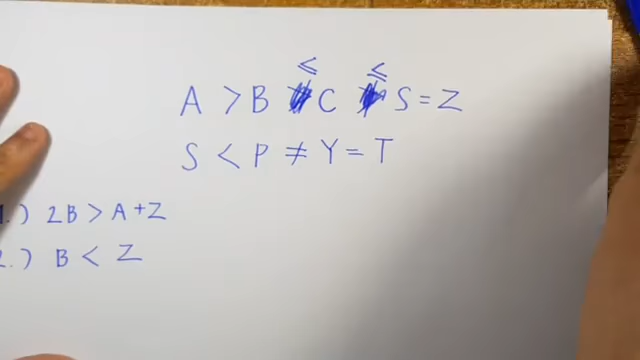 ≤ ≤
A > B C S = Z
S < P ≠ Y = T
1.) 2B > A + Z
2.) B < Z